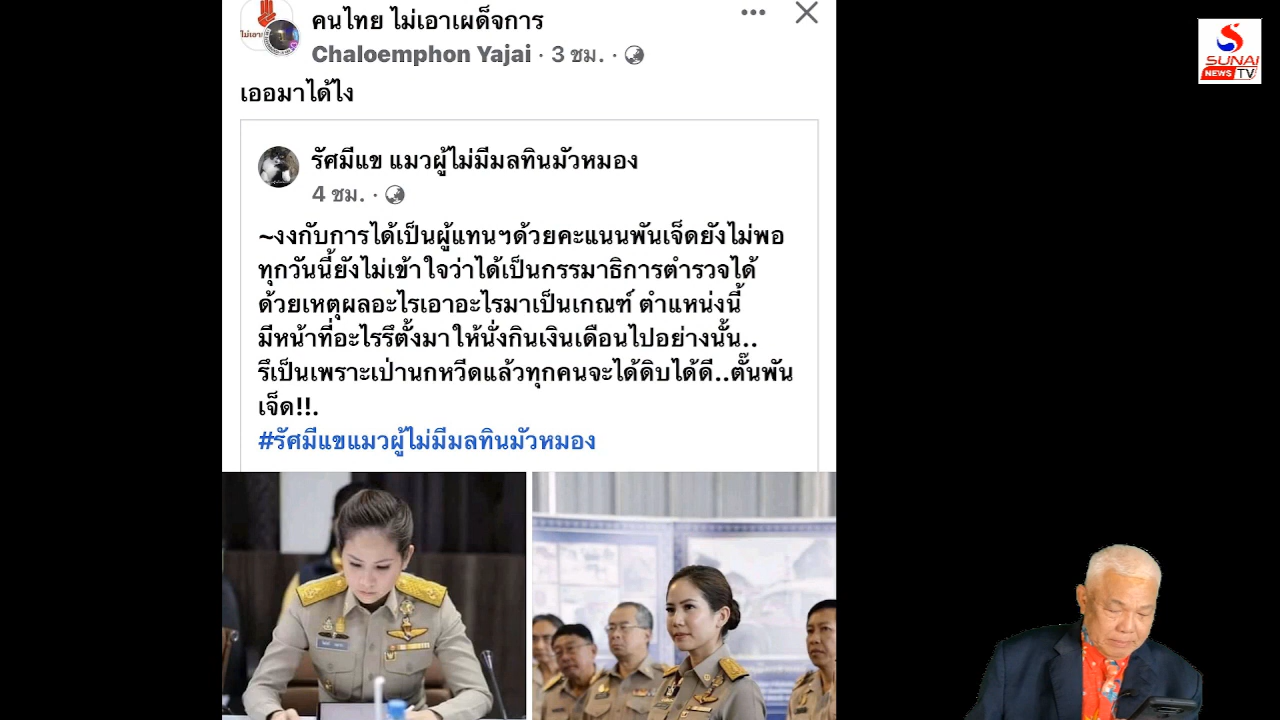 คนไทย ไม่เอาเผด็จการ
Chaloemphon Yajai · 3 ชม. ·
เออมาได้ไง
รัศมีแข แมวผู้ไม่มีมลทินมัวหมอง
4 ชม. ·
~งงกับการได้เป็นผู้แทนฯด้วยคะแนนพันเจ็ดยังไม่พอ
ทุกวันนี้ยังไม่เข้าใจว่าได้เป็นกรรมาธิการตำรวจได้
ด้วยเหตุผลอะไรเอาอะไรมาเป็นเกณฑ์ ตำแหน่งนี้
มีหน้าที่อะไรรึตั้งมาให้นั่งกินเงินเดือนไปอย่างนั้น..
รึเป็นเพราะเป่านกหวีดแล้วทุกคนจะได้ดิบได้ดี..ตั๊นพัน
เจ็ด!!.
#รัศมีแขแมวผู้ไม่มีมลทินมัวหมอง
SUNAI
NEWS TV